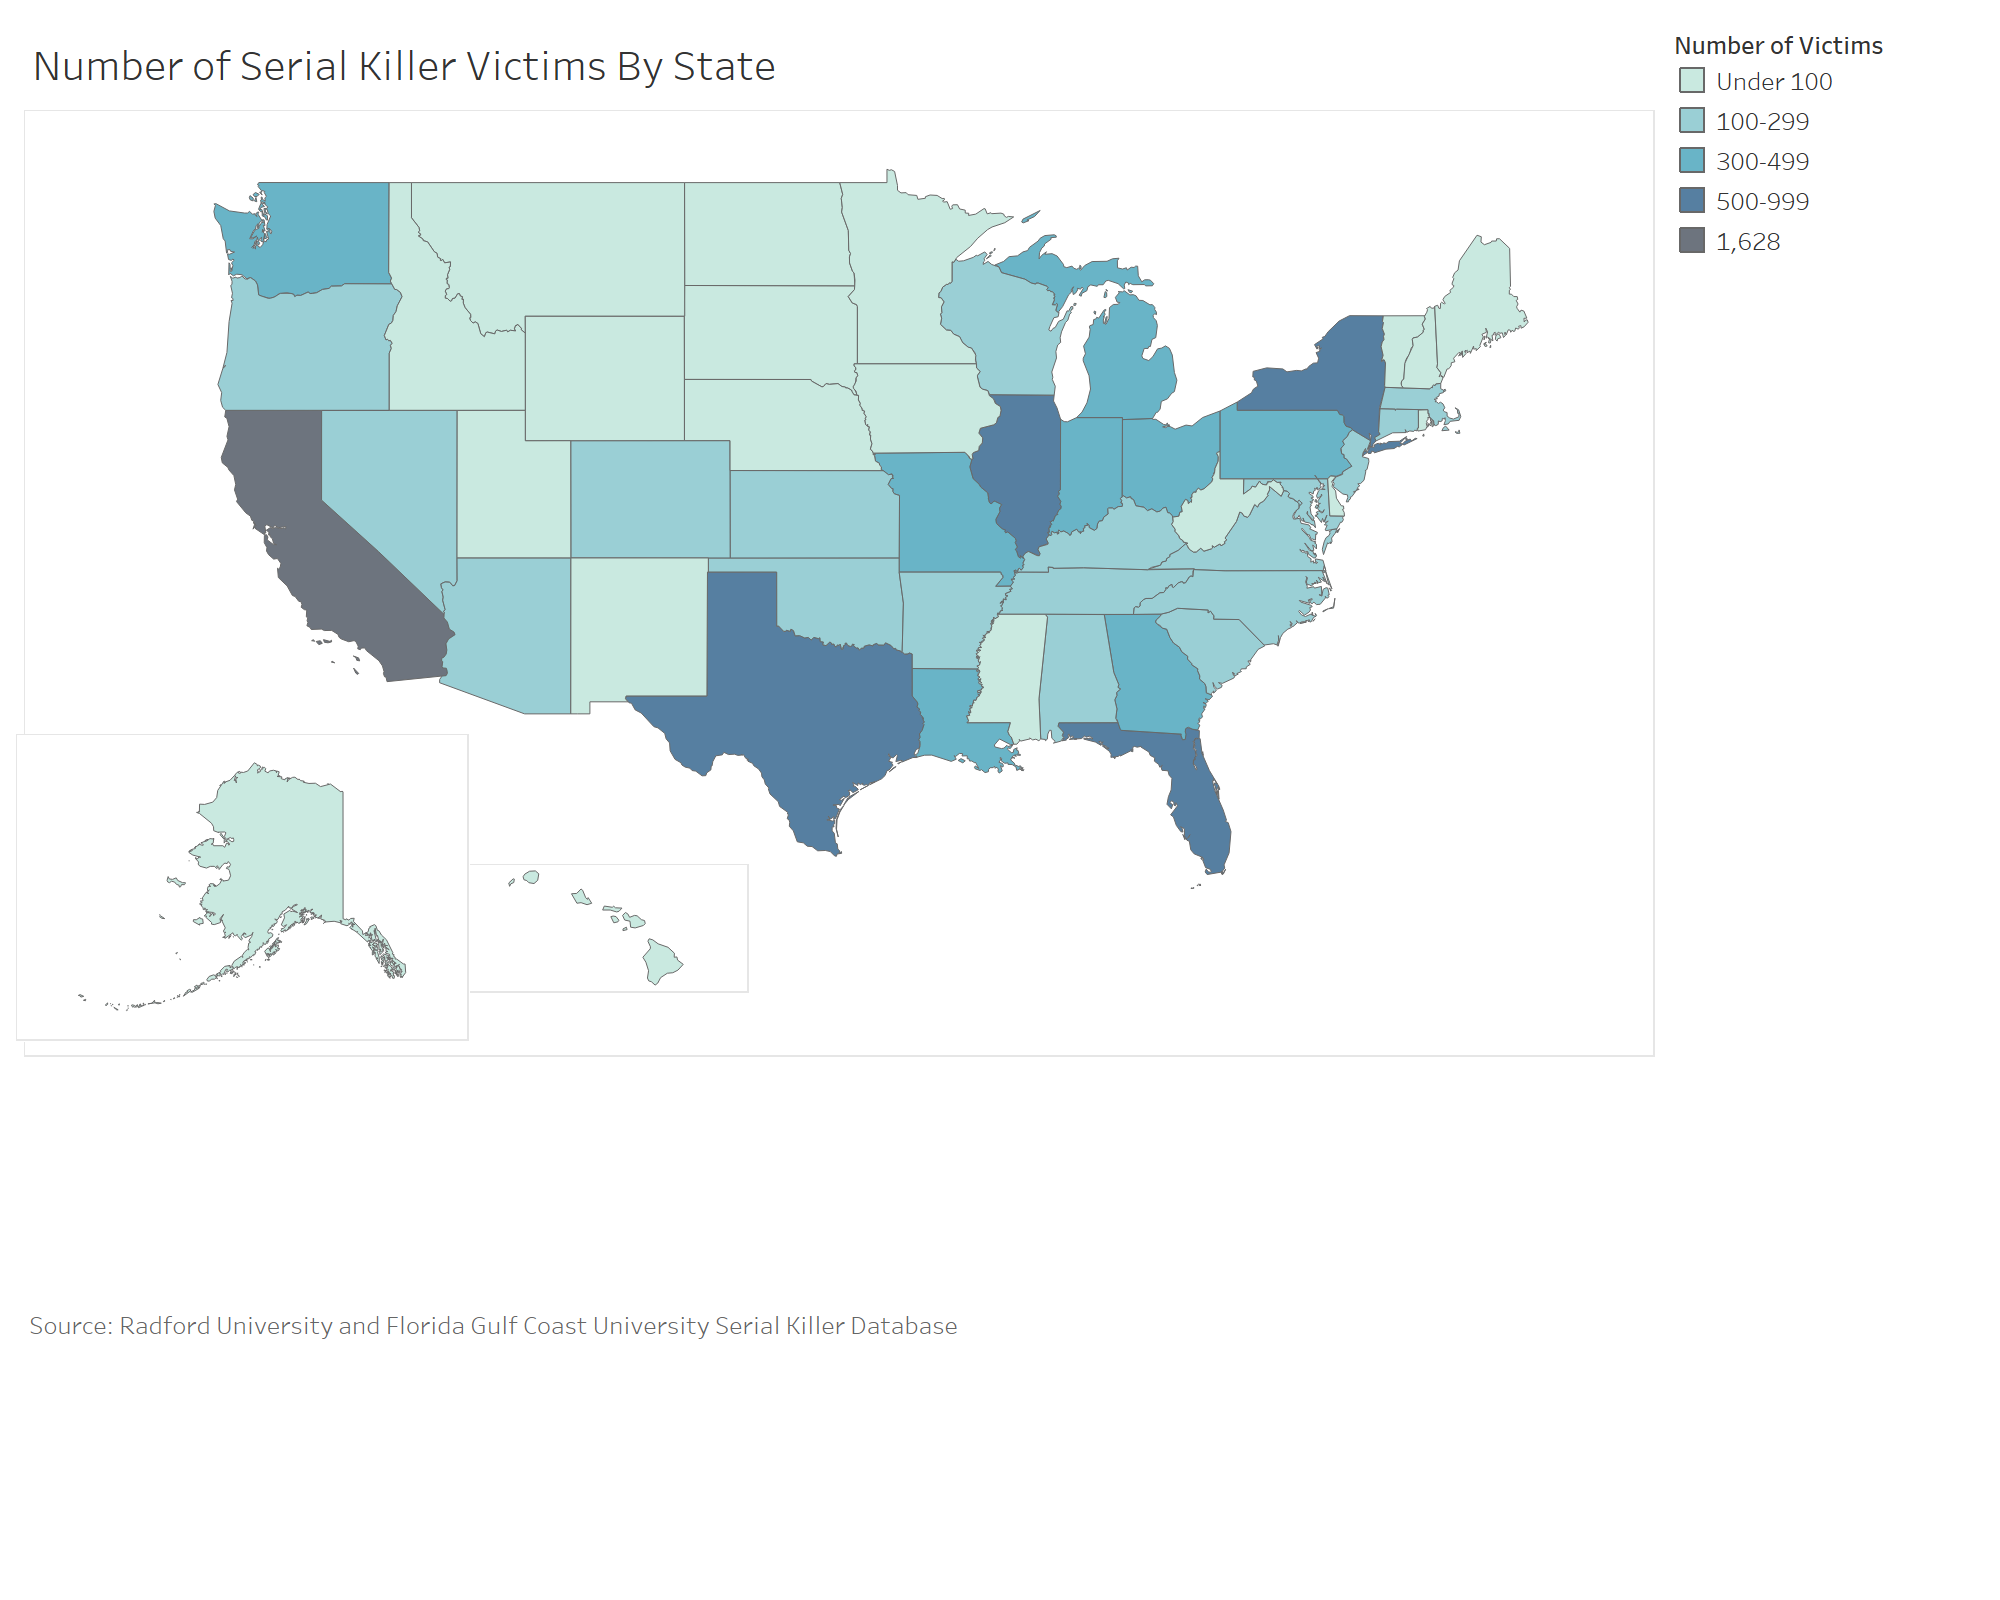 Number of Serial Killer Victims By State
Number of Victims
Under 100
100-299
300-499
500-999
1,628
Source: Radford University and Florida Gulf Coast University Serial Killer Database